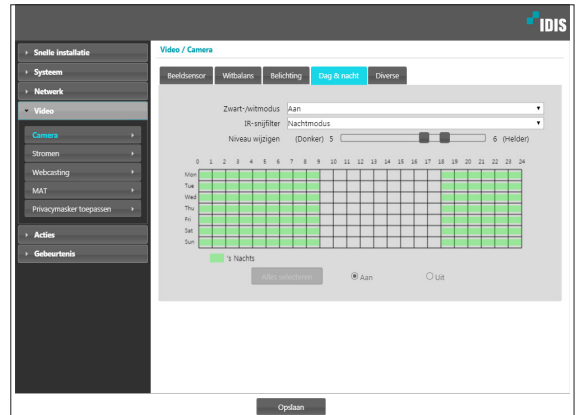 IDIS
Snelle installatie
Systeem
Netwerk
Video
Camera
Stromen
Webcasting
MAT
Privacymasker toepassen
Acties
Gebeurtenis
Video / Camera
Beeldsensor Witbalans Belichting Dag & nacht Diverse
Zwart-/witmodus Aan
IR-snijfilter Nachtmodus
Niveau wijzigen (Donker) 5 6 (Helder)
0 1 2 3 4 5 6 7 8 9 10 11 12 13 14 15 16 17 18 19 20 21 22 23 24
Mon
Tue
Wed
Thu
Fri
Sat
Sun
's Nachts
Alles selecteren Aan Uit
Opslaan